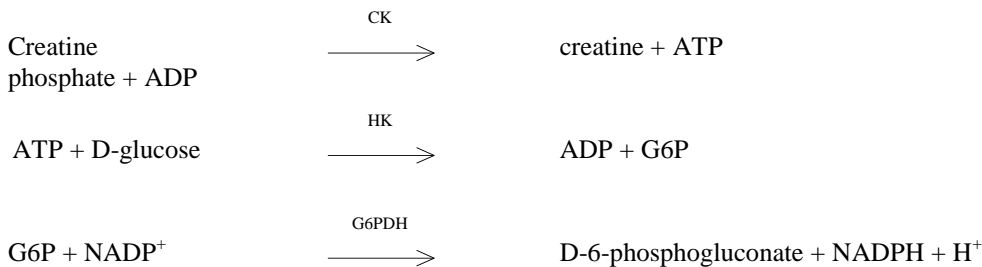 CK
Creatine phosphate + ADP creatine + ATP
HK
ATP + D-glucose ADP + G6P
G6PDH
G6P + NADP⁺ D-6-phosphogluconate + NADPH + H⁺